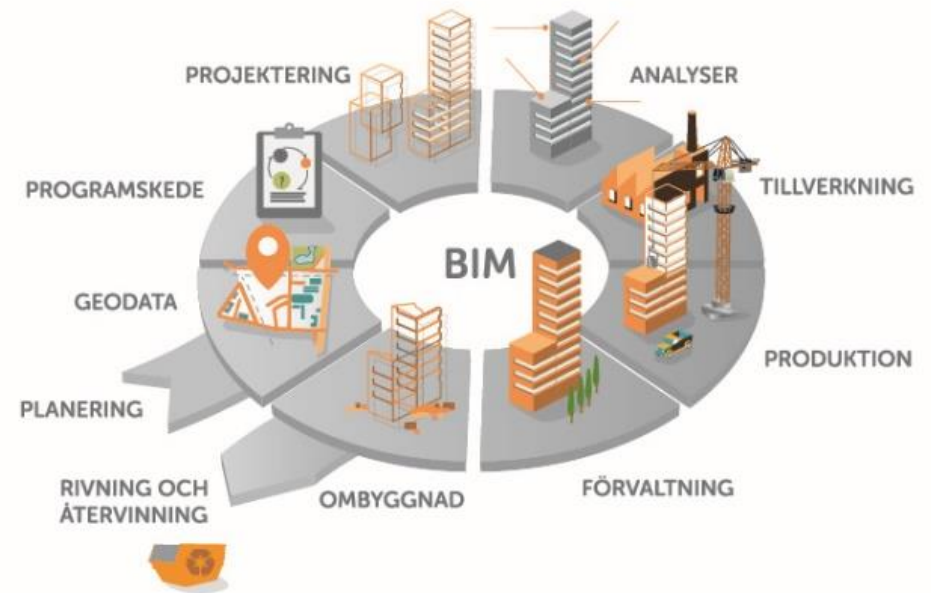 PROJEKTERING
ANALYSER
PROGRAMSKEDE
TILLVERKNING
BIM
GEODATA
PRODUKTION
PLANERING
RIVNING OCH
ÅTERVINNING
OMBYGGNAD
FÖRVALTNING